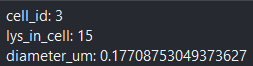 cell_id: 3
lys_in_cell: 15
diameter_um: 0.17708753049373627